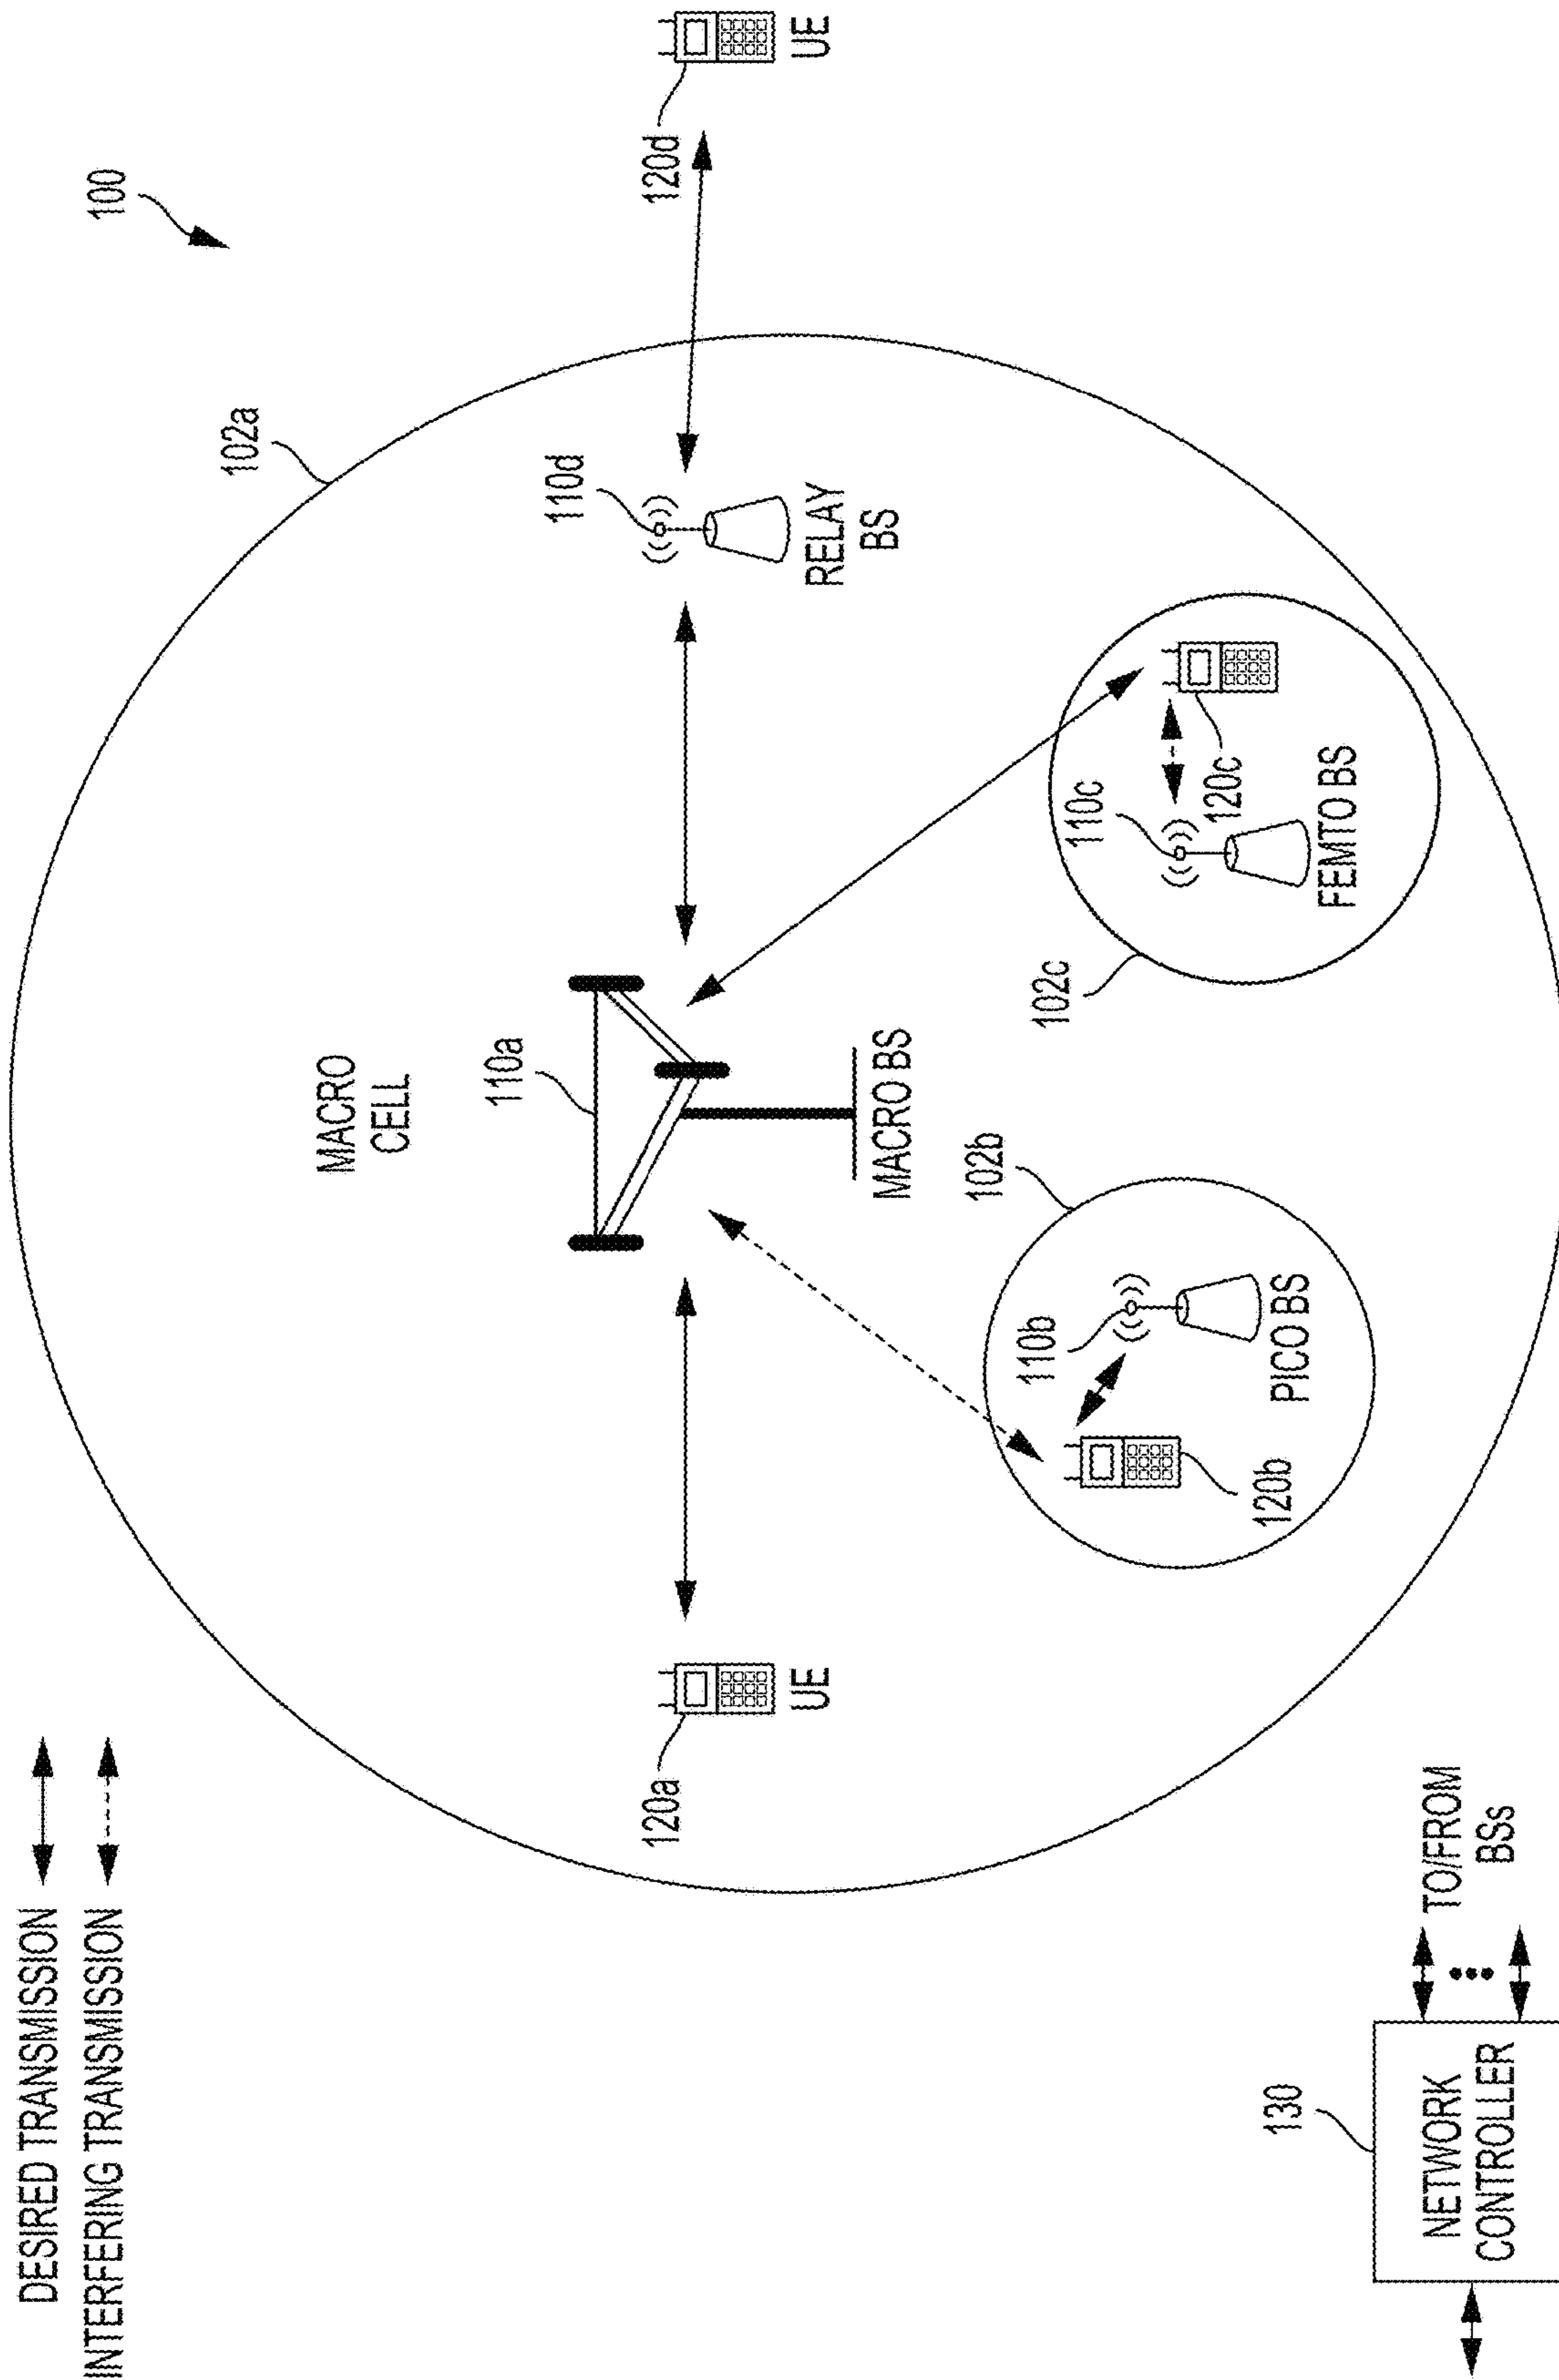 DESIRED TRANSMISSION
INTERFERING TRANSMISSION
100
102a
MACRO
CELL
110a
110d
120a
UE
MACRO BS
RELAY
BS
120d
UE
102b
102c
110b
110c
120c
120b
PICO BS
FEMTO BS
130
NETWORK
CONTROLLER
TO/FROM
BSs